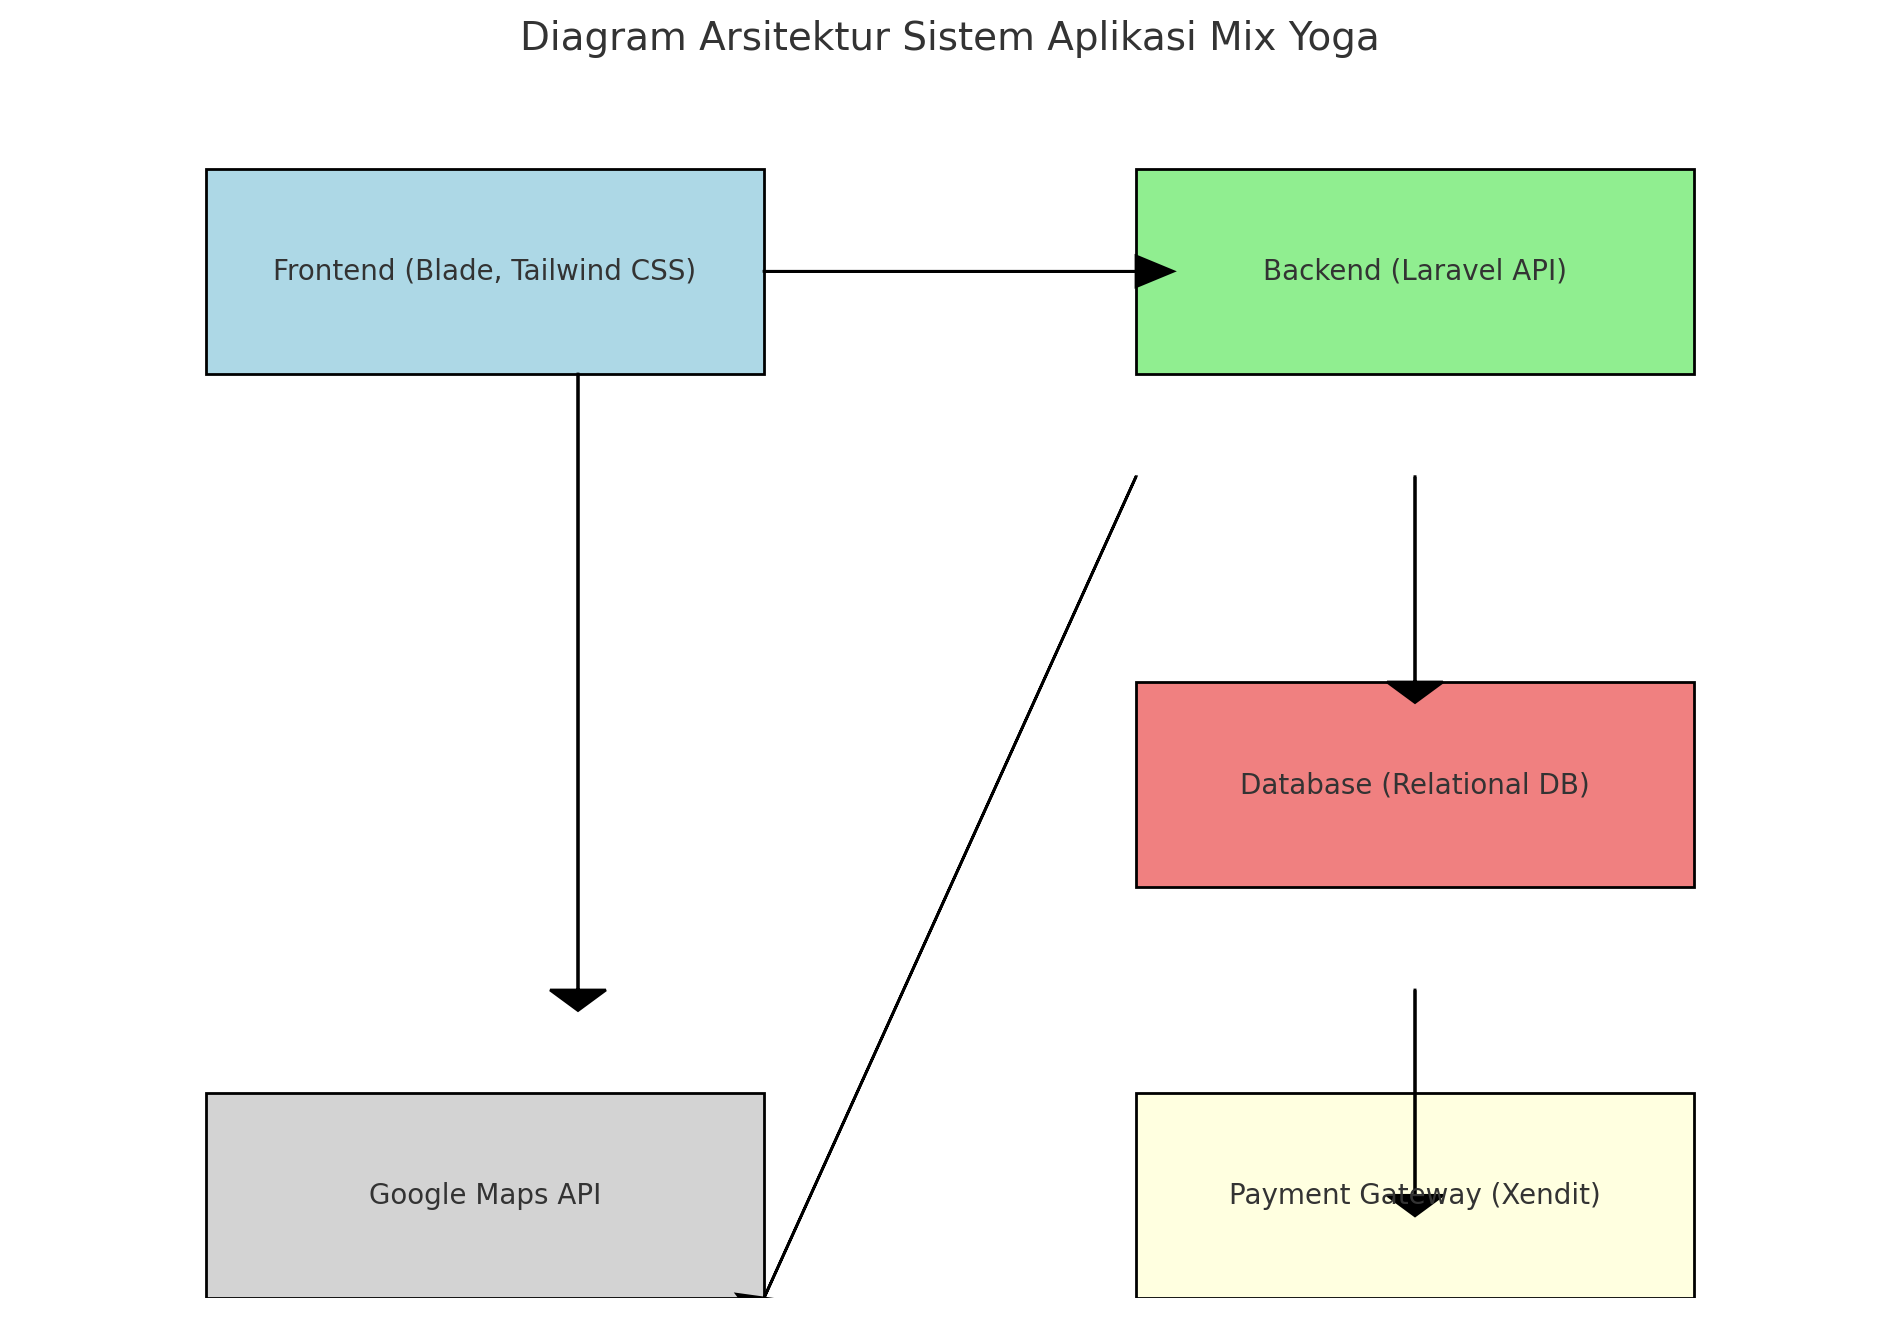 Diagram Arsitektur Sistem Aplikasi Mix Yoga
Frontend (Blade, Tailwind CSS)
Backend (Laravel API)
Database (Relational DB)
Google Maps API
Payment Gateway (Xendit)